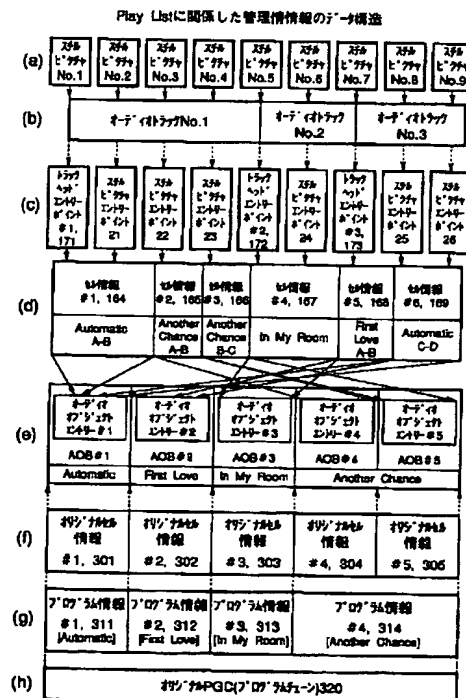 Play Listに関係した管理情情報のデータ構造
(a)
スチル ピクチャ No.1
スチル ピクチャ No.2
スチル ピクチャ No.3
スチル ピクチャ No.4
スチル ピクチャ No.5
スチル ピクチャ No.6
スチル ピクチャ No.7
スチル ピクチャ No.8
スチル ピクチャ No.9
(b)
オーディオトラックNo.1
オーディオトラック
No.2
オーディオトラック
No.3
(c)
トラック ヘッド エントリー ポイント #1, 171
スチル ピクチャ エントリー ポイント 21
スチル ピクチャ エントリー ポイント 22
スチル ピクチャ エントリー ポイント 23
トラック ヘッド エントリー ポイント #2, 172
スチル ピクチャ エントリー ポイント 24
トラック ヘッド エントリー ポイント #3, 173
スチル ピクチャ エントリー ポイント 25
スチル ピクチャ エントリー ポイント 26
(d)
セル情報
#1, 164
セル情報
#2, 165
セル情報
#3, 166
セル情報
#4, 167
セル情報
#5, 168
セル情報
#6, 169
Automatic
A-B
Another
Chance
A-B
Another
Chance
B-C
In My Room
First
Love
A-B
Automatic
C-D
(e)
オーディオ
オブジェクト
エントリー#1
オーディオ
オブジェクト
エントリー#2
オーディオ
オブジェクト
エントリー#3
オーディオ
オブジェクト
エントリー#4
オーディオ
オブジェクト
エントリー#5
AOB#1
AOB#2
AOB#3
AOB#4
AOB#5
Automatic
First Love
In My Room
Another Chance
(f)
オリジナルセル
情報
#1, 301
オリジナルセル
情報
#2, 302
オリジナルセル
情報
#3, 303
オリジナルセル
情報
#4, 304
オリジナルセル
情報
#5, 305
(g)
プログラム情報
#1, 311
[Automatic]
プログラム情報
#2, 312
[First Love]
プログラム情報
#3, 313
[In My Room]
プログラム情報
#4, 314
[Another Chance]
(h)
オリジナルPGC(プログラムチェーン)320